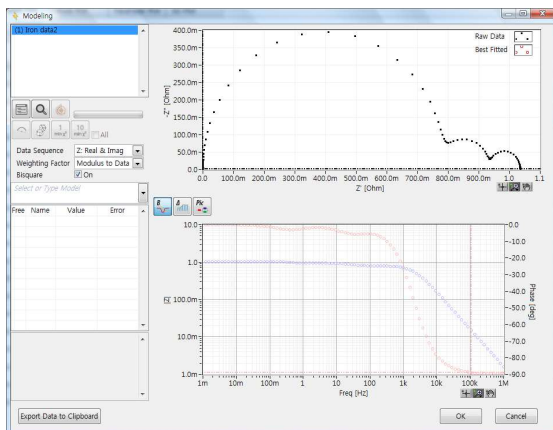 Modeling
(1) Iron data2
All
Data Sequence Z: Real & Imag
Weighting Factor Modulus to Data
Bisquare On
Select or Type Model
Free Name Value Error
Export Data to Clipboard
Raw Data
Best Fitted
-Z" [Ohm]
400.0m
350.0m
300.0m
250.0m
200.0m
150.0m
100.0m
50.0m
0.0
0.0 100.0m 200.0m 300.0m 400.0m 500.0m 600.0m 700.0m 800.0m 900.0m 1.0 1.1
Z' [Ohm]
|Z|
10.0
1.0
100.0m
10.0m
1.0m
0.0
-10.0
-20.0
-30.0
-40.0
-50.0
-60.0
-70.0
-80.0
-90.0
Phase [deg]
1m 10m 100m 1 10 100 1k 10k 100k 1M
Freq [Hz]
OK Cancel